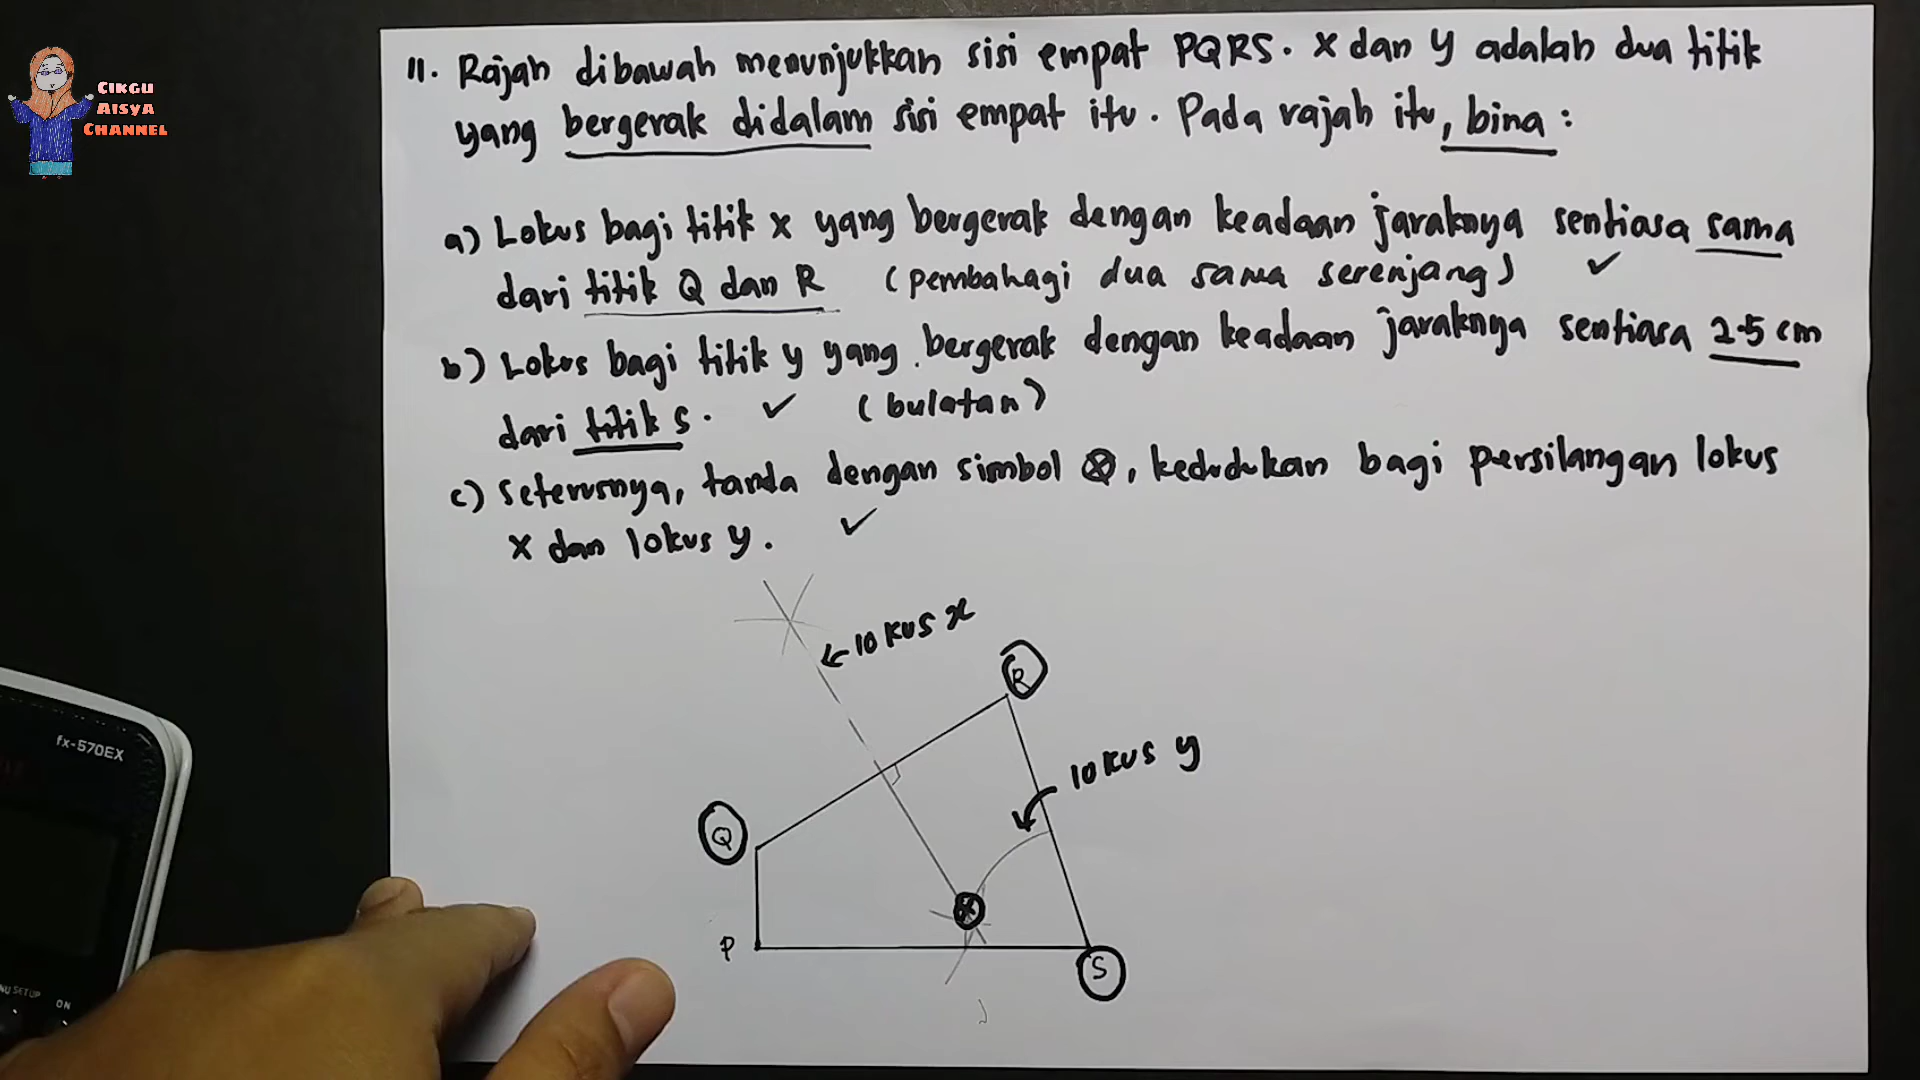 CIKGU
AISYA
CHANNEL
11. Rajah dibawah menunjukkan sisi empat PQRS. X dan Y adalah dua titik
yang bergerak didalam sisi empat itu. Pada rajah itu, bina :
a) Lokus bagi titik X yang bergerak dengan keadaan jaraknya sentiasa sama
dari titik Q dan R (pembahagi dua sama serenjang) ✓
b) Lokus bagi titik Y yang bergerak dengan keadaan jaraknya sentiasa 2.5 cm
dari titik S. ✓ (bulatan)
c) Seterusnya, tanda dengan simbol ⊗, kedudukan bagi persilangan lokus
X dan lokus Y. ✓
lokus x
R
lokus y
Q
P
S
fx-570EX
SETUP
ON